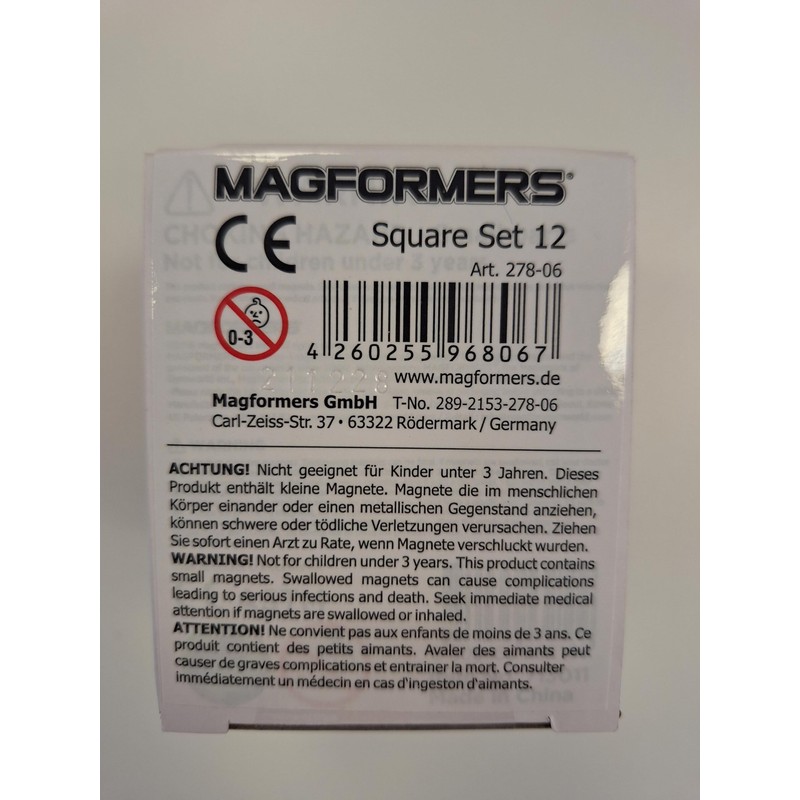 MAGFORMERS®
CE
Square Set 12
Art. 278-06
0-3
4 260255 968067
211228
www.magformers.de
Magformers GmbH T-No. 289-2153-278-06
Carl-Zeiss-Str. 37 • 63322 Rödermark / Germany
ACHTUNG! Nicht geeignet für Kinder unter 3 Jahren. Dieses
Produkt enthält kleine Magnete. Magnete die im menschlichen
Körper einander oder einen metallischen Gegenstand anziehen,
können schwere oder tödliche Verletzungen verursachen. Ziehen
Sie sofort einen Arzt zu Rate, wenn Magnete verschluckt wurden.
WARNING! Not for children under 3 years. This product contains
small magnets. Swallowed magnets can cause complications
leading to serious infections and death. Seek immediate medical
attention if magnets are swallowed or inhaled.
ATTENTION! Ne convient pas aux enfants de moins de 3 ans. Ce
produit contient des petits aimants. Avaler des aimants peut
causer de graves complications et entrainer la mort. Consulter
immédiatement un médecin en cas d'ingeston d'aimants.
Made in China